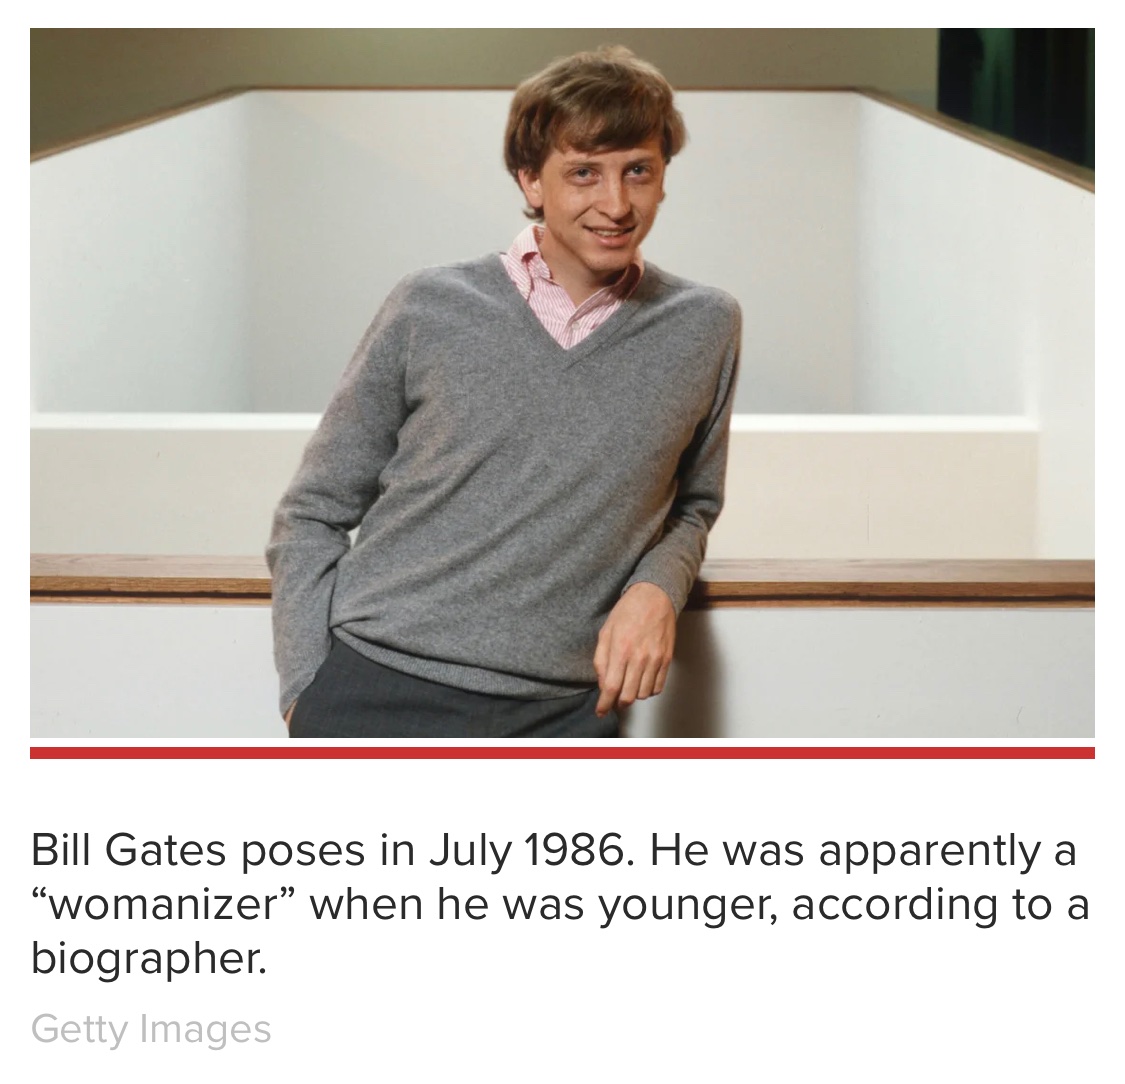 Bill Gates poses in July 1986. He was apparently a
“womanizer” when he was younger, according to a
biographer.
Getty Images